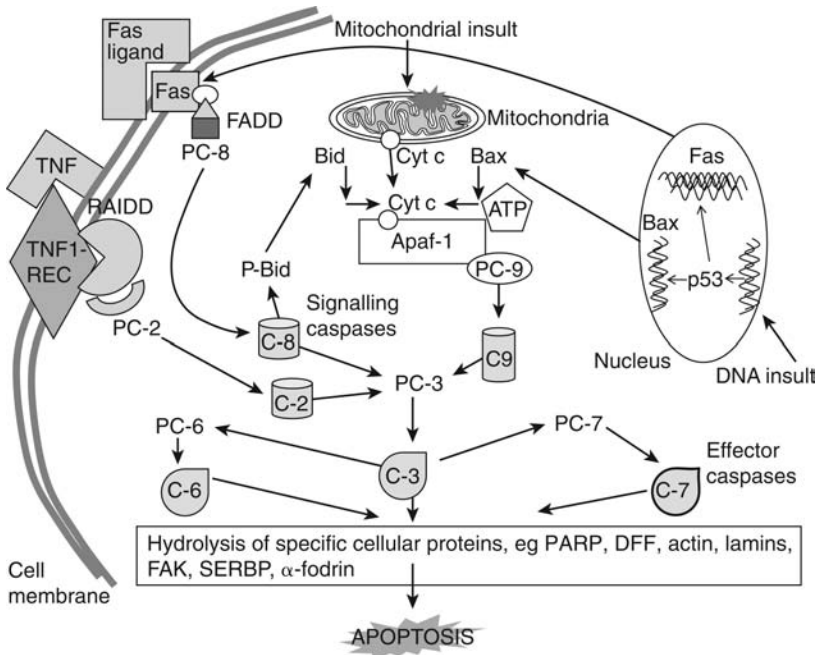 Fas
ligand
Mitochondrial insult
Fas
FADD
PC-8
Mitochondria
Cyt c
Bid
Bax
TNF
RAIDD
TNF1-
REC
PC-2
Cyt c
ATP
Apaf-1
PC-9
P-Bid
Fas
Bax
p53
Nucleus
DNA insult
Signalling
caspases
C-8
C9
C-2
PC-3
PC-6
PC-7
Effector
caspases
C-6
C-3
C-7
Hydrolysis of specific cellular proteins, eg PARP, DFF, actin, lamins,
FAK, SERBP, α-fodrin
Cell
membrane
APOPTOSIS